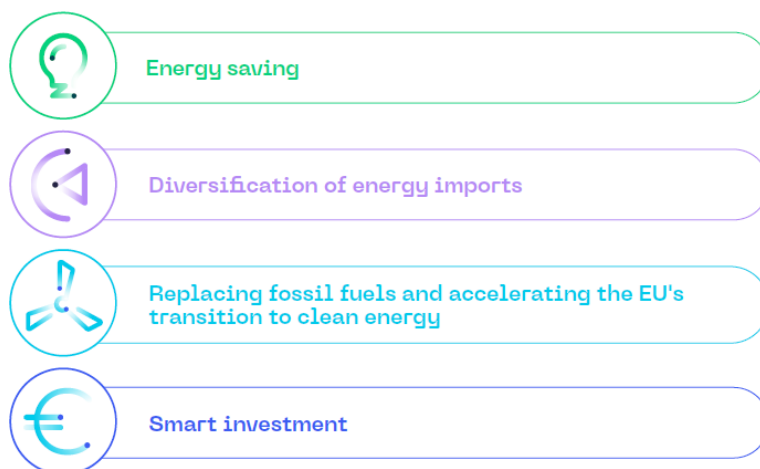 Energy saving
Diversification of energy imports
Replacing fossil fuels and accelerating the EU's
transition to clean energy
Smart investment